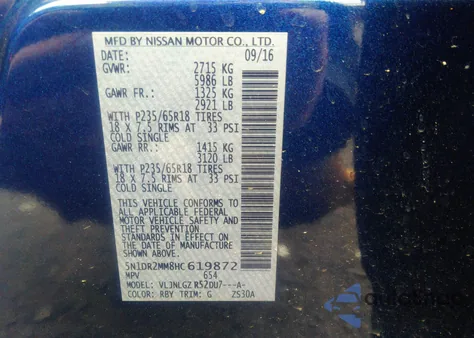 MFD BY NISSAN MOTOR CO., LTD.
DATE: 09/16
GVWR: 2715 KG
5986 LB
GAWR FR: 1325 KG
2921 LB
WITH P235/65R18 TIRES
18 X 7.5 RIMS AT 33 PSI
COLD SINGLE
GAWR RR: 1415 KG
3120 LB
WITH P235/65R18 TIRES
18 X 7.5 RIMS AT 33 PSI
COLD SINGLE
THIS VEHICLE CONFORMS
TO ALL APPLICABLE FEDERAL
MOTOR VEHICLE SAFETY AND
THEFT PREVENTION
STANDARDS IN EFFECT ON
THE DATE OF MANUFACTURE
SHOWN ABOVE.
5N1DR2MM8HC619872
MPV 654
MODEL: VLJNLGZ R52DU7---A-
COLOR: RBY TRIM: G ZS30A